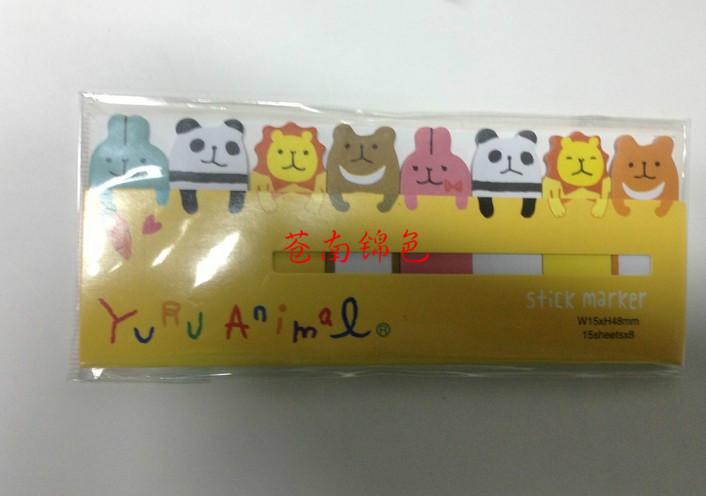 苍南锦色
stick marker
YURU Animal®
W15xH48mm
15sheetsx8